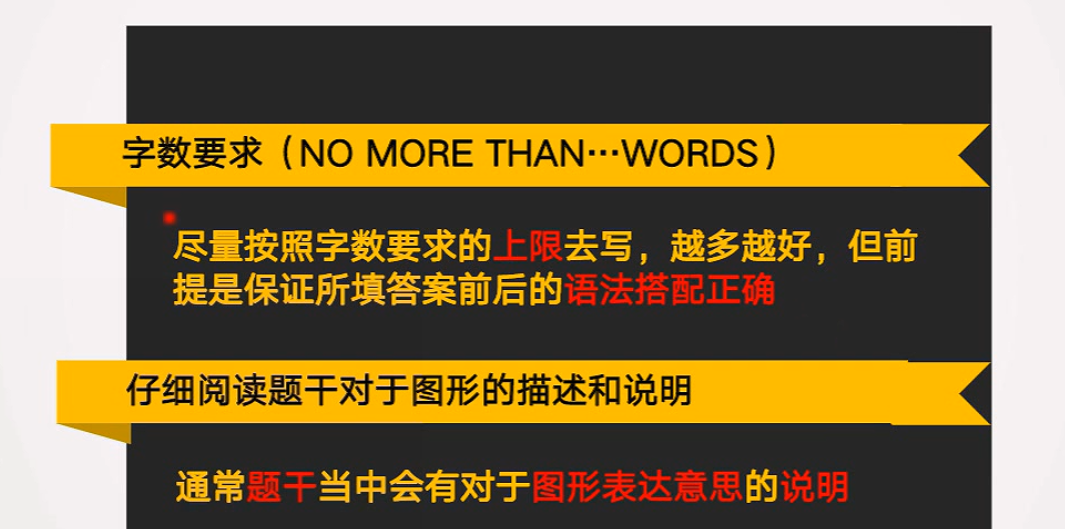 字数要求（NO MORE THAN…WORDS）
尽量按照字数要求的上限去写，越多越好，但前
提是保证所填答案前后的语法搭配正确
仔细阅读题干对于图形的描述和说明
通常题干当中会有对于图形表达意思的说明